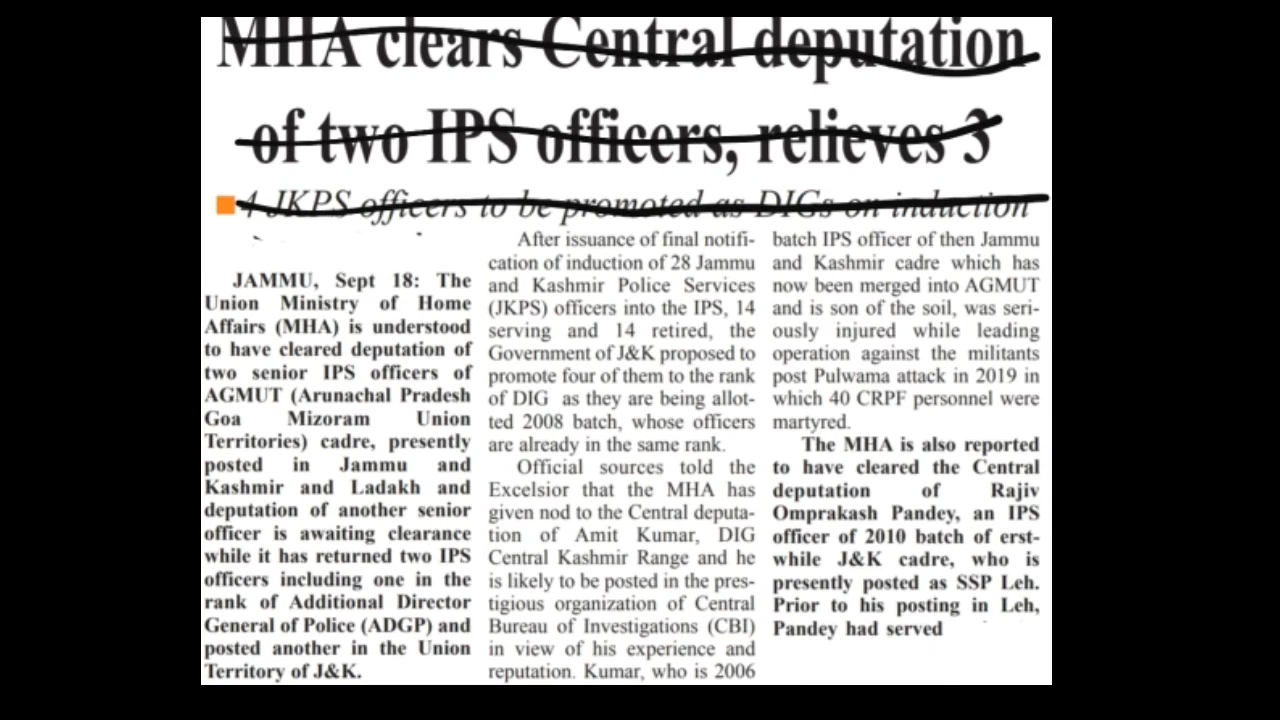 MHA clears Central deputation
of two IPS officers, relieves 3
4 JKPS officers to be promoted as DIGs on induction
JAMMU, Sept 18: The
Union Ministry of Home
Affairs (MHA) is understood
to have cleared deputation of
two senior IPS officers of
AGMUT (Arunachal Pradesh
Goa Mizoram Union
Territories) cadre, presently
posted in Jammu and
Kashmir and Ladakh and
deputation of another senior
officer is awaiting clearance
while it has returned two IPS
officers including one in the
rank of Additional Director
General of Police (ADGP) and
posted another in the Union
Territory of J&K.
After issuance of final notifi-
cation of induction of 28 Jammu
and Kashmir Police Services
(JKPS) officers into the IPS, 14
serving and 14 retired, the
Government of J&K proposed to
promote four of them to the rank
of DIG as they are being allot-
ted 2008 batch, whose officers
are already in the same rank.
Official sources told the
Excelsior that the MHA has
given nod to the Central deputa-
tion of Amit Kumar, DIG
Central Kashmir Range and he
is likely to be posted in the pres-
tigious organization of Central
Bureau of Investigations (CBI)
in view of his experience and
reputation. Kumar, who is 2006
batch IPS officer of then Jammu
and Kashmir cadre which has
now been merged into AGMUT
and is son of the soil, was seri-
ously injured while leading
operation against the militants
post Pulwama attack in 2019 in
which 40 CRPF personnel were
martyred.
The MHA is also reported
to have cleared the Central
deputation of Rajiv
Omprakash Pandey, an IPS
officer of 2010 batch of erst-
while J&K cadre, who is
presently posted as SSP Leh.
Prior to his posting in Leh,
Pandey had served